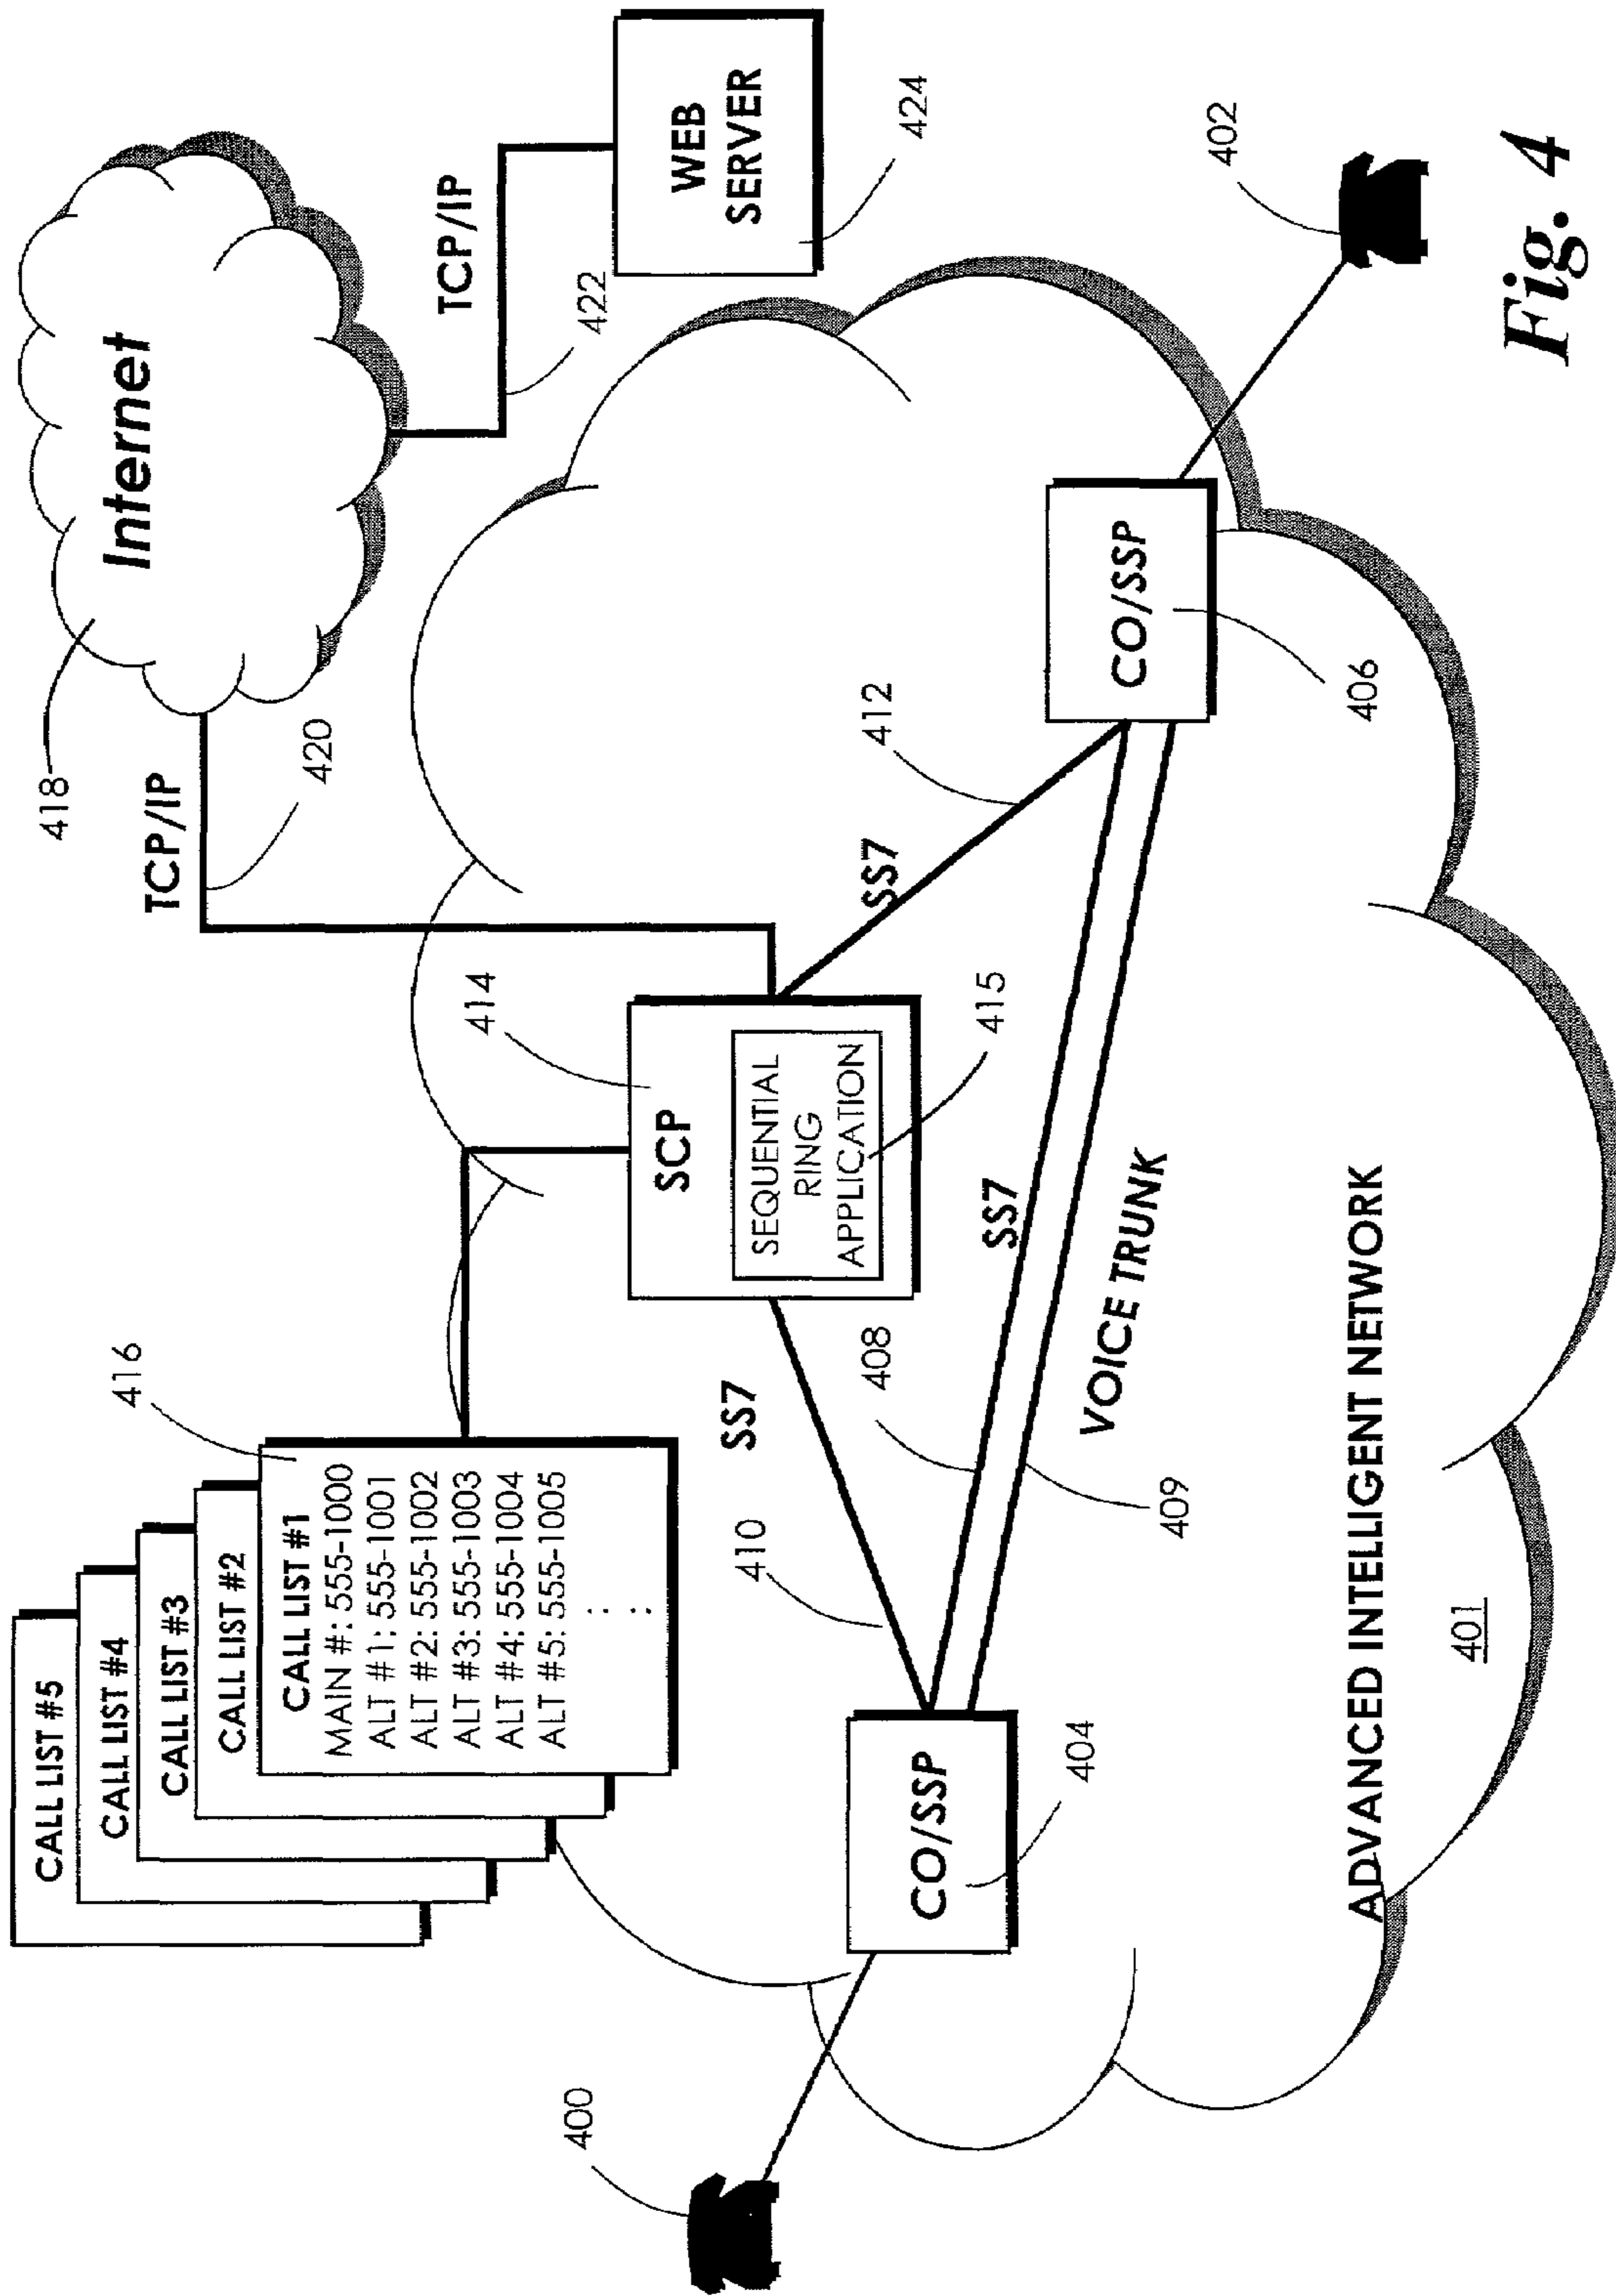 CALL LIST #5
CALL LIST #4
CALL LIST #3
CALL LIST #2
CALL LIST #1
MAIN #: 555-1000
ALT #1: 555-1001
ALT #2: 555-1002
ALT #3: 555-1003
ALT #4: 555-1004
ALT #5: 555-1005
:
:
416
418
Internet
TCP/IP
420
TCP/IP
422
WEB
SERVER
424
414
SCP
SEQUENTIAL
RING
APPLICATION
415
SS7
410
SS7
412
400
CO/SSP
404
408
SS7
409
VOICE TRUNK
CO/SSP
406
402
ADVANCED INTELLIGENT NETWORK
401
Fig. 4